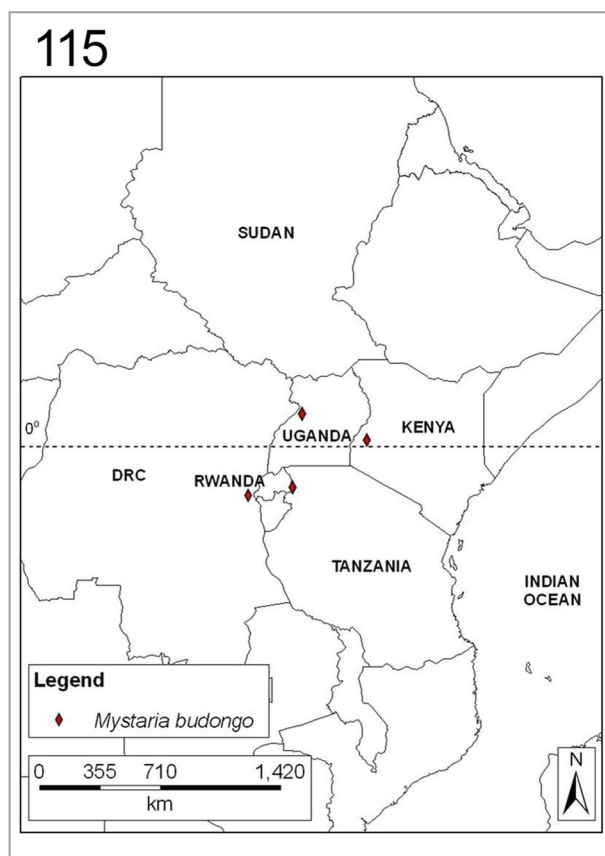 115
SUDAN
0°
UGANDA
KENYA
DRC
RWANDA
TANZANIA
INDIAN
OCEAN
Legend
Mystaria budongo
0 355 710 1,420
km
N